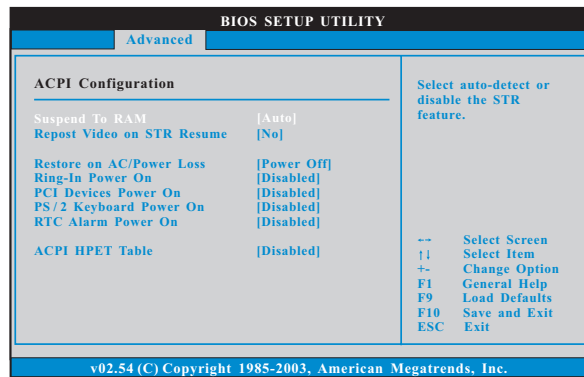 BIOS SETUP UTILITY
Advanced
ACPI Configuration
Suspend To RAM [Auto]
Repost Video on STR Resume [No]
Restore on AC/Power Loss [Power Off]
Ring-In Power On [Disabled]
PCI Devices Power On [Disabled]
PS/2 Keyboard Power On [Disabled]
RTC Alarm Power On [Disabled]
ACPI HPET Table [Disabled]
Select auto-detect or
disable the STR
feature.
←→ Select Screen
↑↓ Select Item
+- Change Option
F1 General Help
F9 Load Defaults
F10 Save and Exit
ESC Exit
v02.54 (C) Copyright 1985-2003, American Megatrends, Inc.